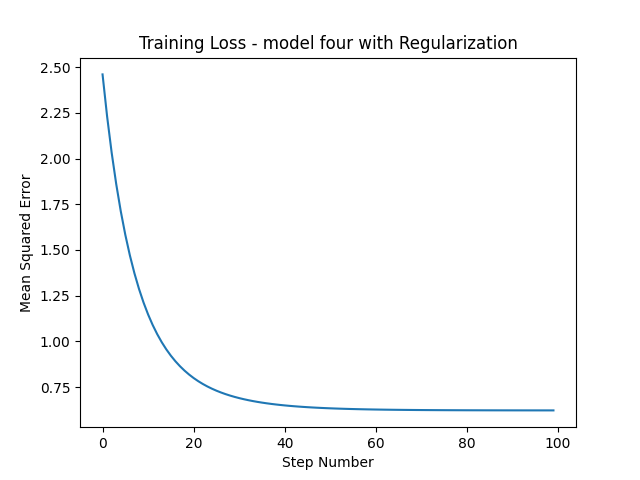 Training Loss - model four with Regularization
2.50
2.25
2.00
1.75
1.50
1.25
1.00
0.75
Mean Squared Error
0 20 40 60 80 100
Step Number